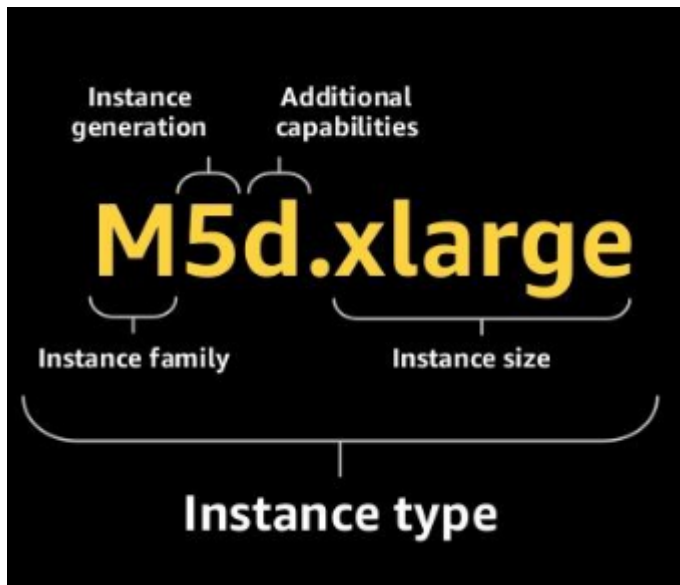 Instance
generation
Additional
capabilities
M5d.xlarge
Instance family
Instance size
Instance type